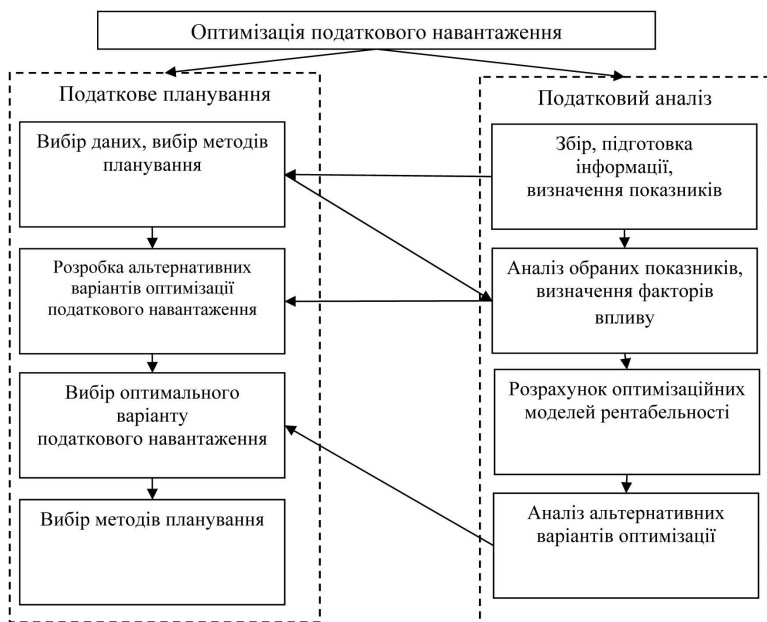 Оптимізація податкового навантаження
Податкове планування
Вибір даних, вибір методів
планування
Розробка альтернативних
варіантів оптимізації
податкового навантаження
Вибір оптимального
варіанту
податкового навантаження
Вибір методів планування
Податковий аналіз
Збір, підготовка
інформації,
визначення показників
Аналіз обраних показників,
визначення факторів
впливу
Розрахунок оптимізаційних
моделей рентабельності
Аналіз альтернативних
варіантів оптимізації